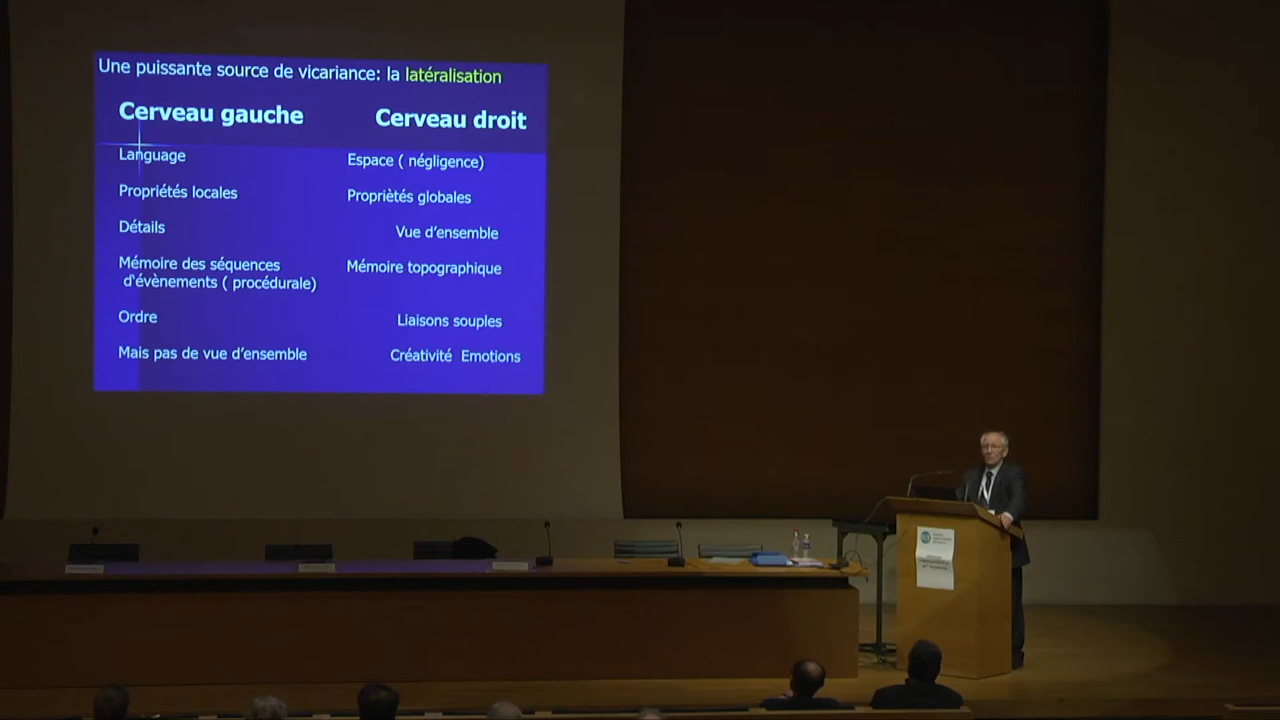 Une puissante source de vicariance: la latéralisation
Cerveau gauche
Cerveau droit
Language
Espace ( négligence)
Propriétés locales
Propriètés globales
Détails
Vue d’ensemble
Mémoire des séquences
d'évènements ( procédurale)
Mémoire topographique
Ordre
Liaisons souples
Mais pas de vue d’ensemble
Créativité Emotions